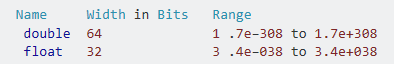 Name Width in Bits Range
double 64 1 .7e–308 to 1.7e+308
float 32 3 .4e–038 to 3.4e+038